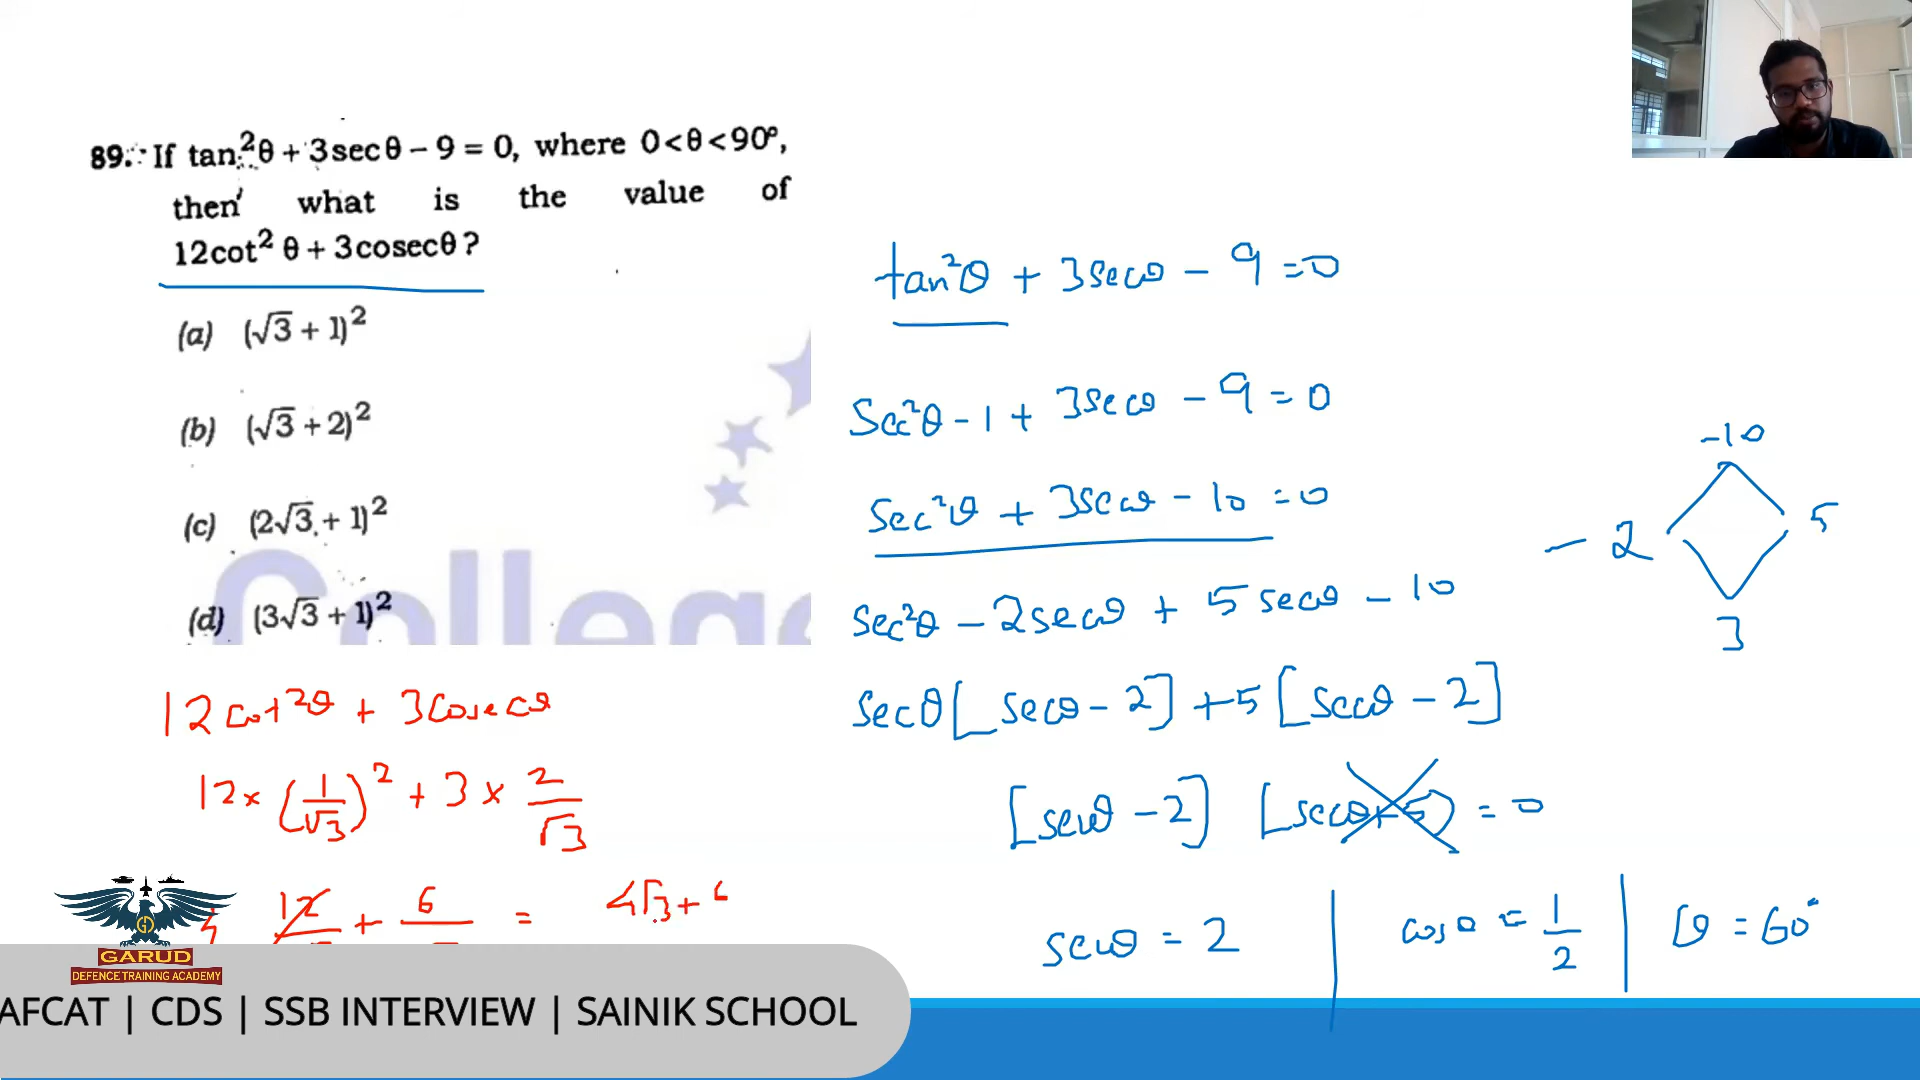 89. If tan²θ + 3secθ − 9 = 0, where 0<θ<90°,
then what is the value of
12cot² θ + 3cosecθ?
(a) (√3 + 1)²
(b) (√3 + 2)²
(c) (2√3 + 1)²
(d) (3√3 + 1)²
College
12cot²θ + 3cosecθ
12× (1/√3)² + 3 × 2/√3
12 + 6 = 4√3 +
tan²θ + 3secθ − 9 = 0
Sec²θ − 1 + 3secθ − 9 = 0
sec²θ + 3secθ − 10 = 0
-10
-2 5
3
sec²θ − 2secθ + 5secθ − 10
secθ[secθ − 2] + 5[secθ − 2]
[secθ − 2] [secθ+5] = 0
secθ = 2 | cosθ = 1/2 | θ = 60°
GD
GARUD
DEFENCE TRAINING ACADEMY
AFCAT | CDS | SSB INTERVIEW | SAINIK SCHOOL